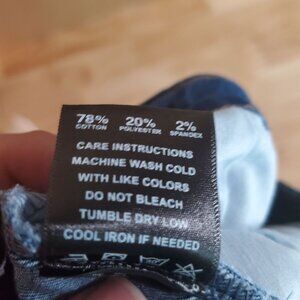 78% 20% 2%
COTTON POLYESTER SPANDEX
CARE INSTRUCTIONS
MACHINE WASH COLD
WITH LIKE COLORS
DO NOT BLEACH
TUMBLE DRY LOW
COOL IRON IF NEEDED